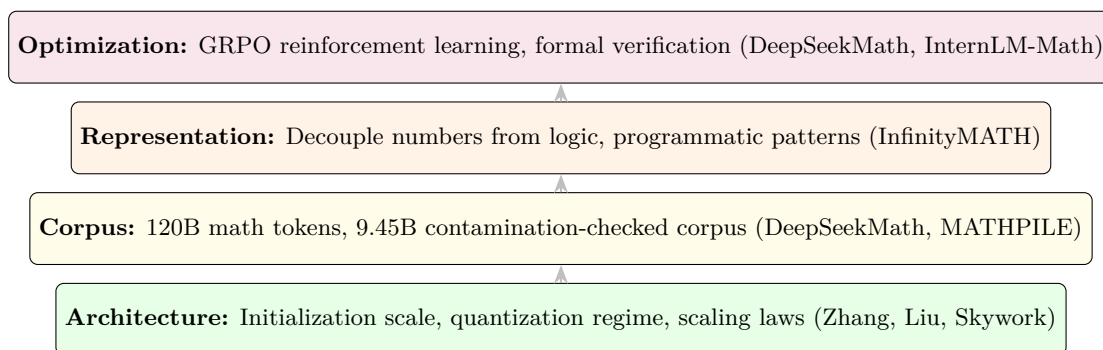 Optimization: GRPO reinforcement learning, formal verification (DeepSeekMath, InternLM-Math)
Representation: Decouple numbers from logic, programmatic patterns (InfinityMATH)
Corpus: 120B math tokens, 9.45B contamination-checked corpus (DeepSeekMath, MATHPILE)
Architecture: Initialization scale, quantization regime, scaling laws (Zhang, Liu, Skywork)